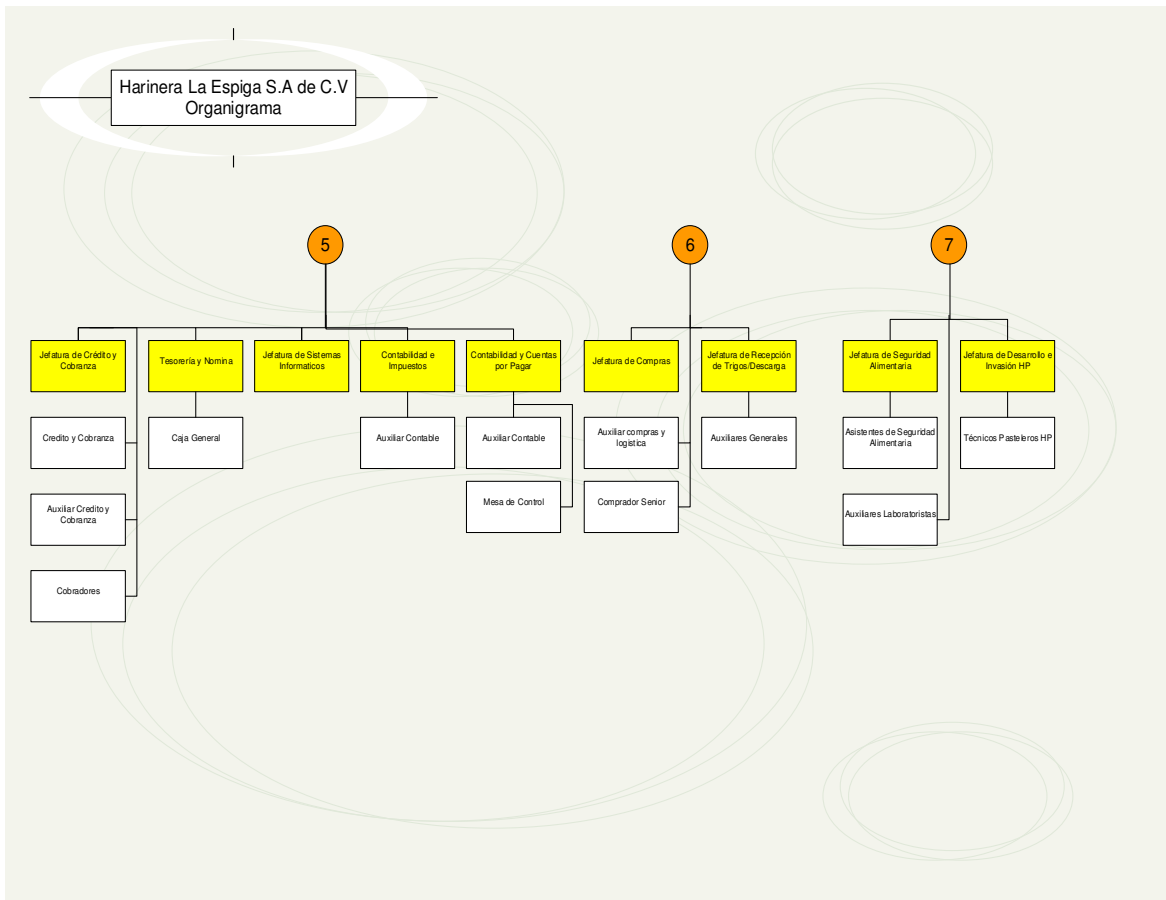 Harinera La Espiga S.A de C.V
Organigrama
5
6
7
Jefatura de Crédito y
Cobranza
Tesorería y Nomina
Jefatura de Sistemas
Informaticos
Contabilidad e
Impuestos
Contabilidad y Cuentas
por Pagar
Jefatura de Compras
Jefatura de Recepción
de Trigos/Descarga
Jefatura de Seguridad
Alimentaria
Jefatura de Desarrollo e
Invasión HP
Credito y Cobranza
Caja General
Auxiliar Contable
Auxiliar Contable
Auxiliar compras y
logistica
Auxiliares Generales
Asistentes de Seguridad
Alimentaria
Técnicos Pasteleros HP
Auxiliar Credito y
Cobranza
Mesa de Control
Comprador Senior
Auxiliares Laboratoristas
Cobradores